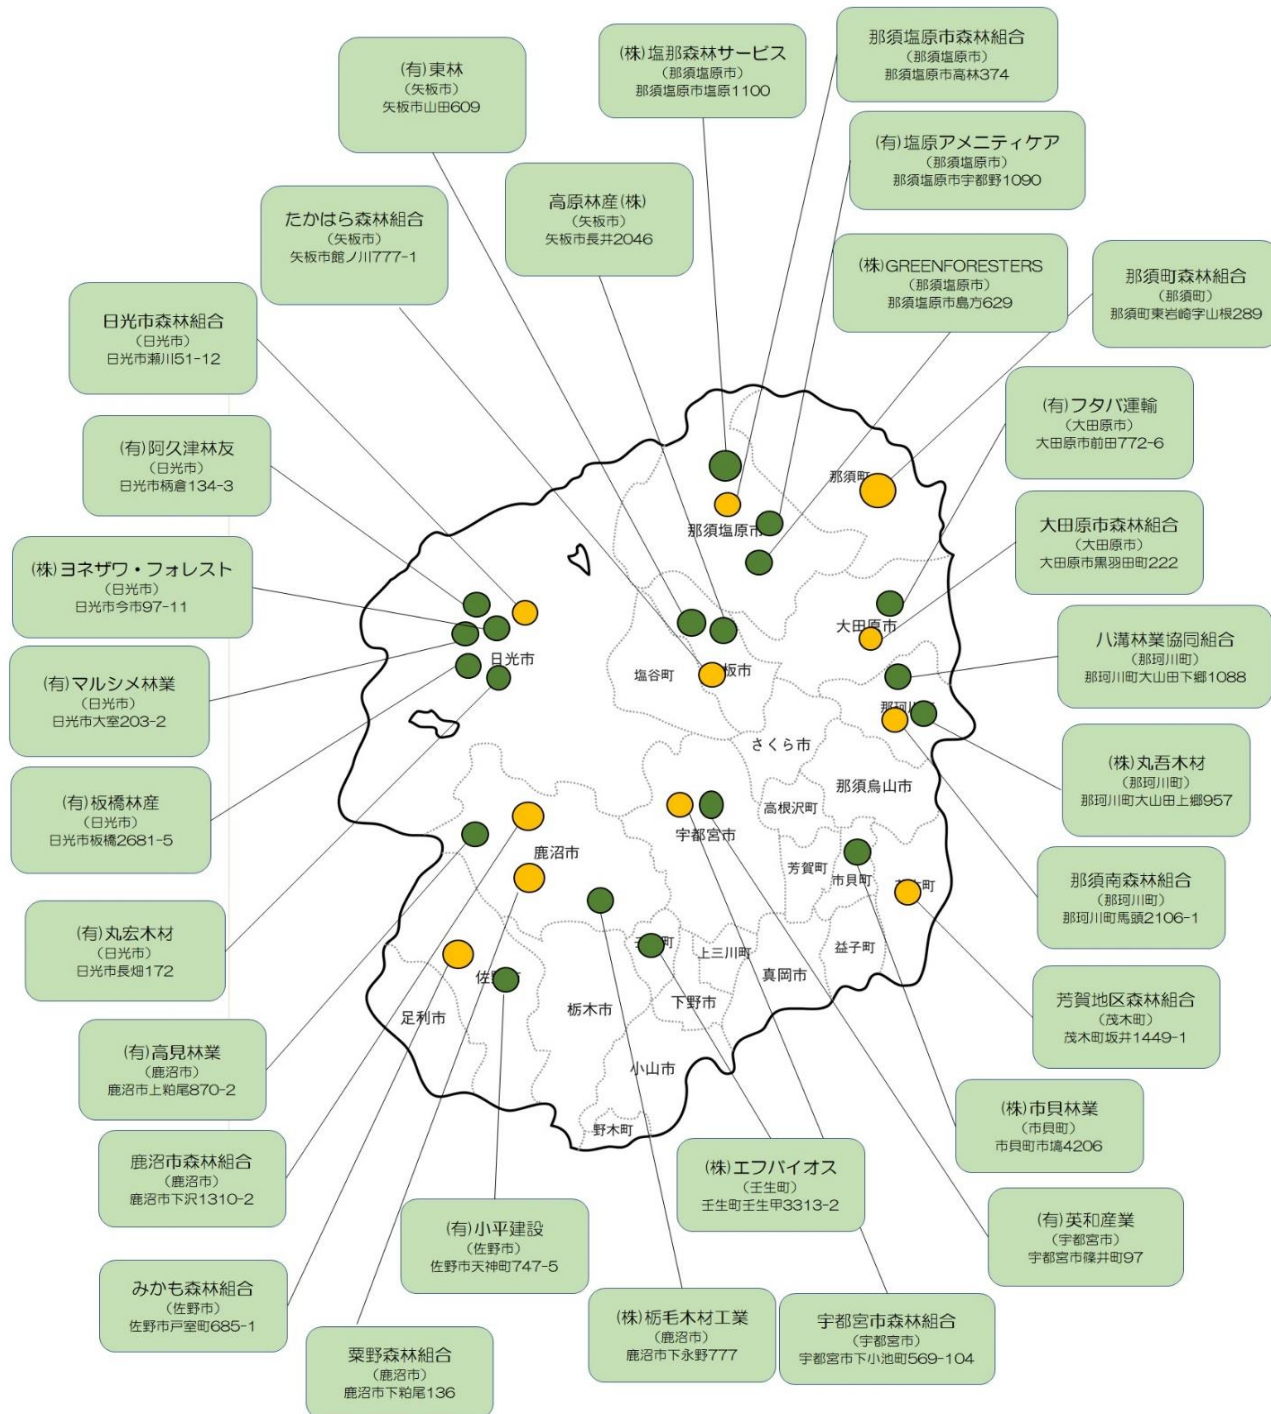 (有)東林
(矢板市)
矢板市山田609
(株)塩那森林サービス
(那須塩原市)
那須塩原市塩原1100
那須塩原市森林組合
(那須塩原市)
那須塩原市高林374
(有)塩原アメニティケア
(那須塩原市)
那須塩原市宇都野1090
たかはら森林組合
(矢板市)
矢板市館ノ川777-1
高原林産(株)
(矢板市)
矢板市長井2046
(株)GREENFORESTERS
(那須塩原市)
那須塩原市島方629
那須町森林組合
(那須町)
那須町東岩崎字山根289
日光市森林組合
(日光市)
日光市瀬川51-12
(有)フタバ運輸
(大田原市)
大田原市前田772-6
(有)阿久津林友
(日光市)
日光市柄倉134-3
大田原市森林組合
(大田原市)
大田原市黒羽田町222
(株)ヨネザワ・フォレスト
(日光市)
日光市今市97-11
八溝林業協同組合
(那珂川町)
那珂川町大山田下郷1088
(有)マルシメ林業
(日光市)
日光市大室203-2
(株)丸吾木材
(那珂川町)
那珂川町大山田上郷957
(有)板橋林産
(日光市)
日光市板橋2681-5
那須南森林組合
(那珂川町)
那珂川町馬頭2106-1
(有)丸宏木材
(日光市)
日光市長畑172
芳賀地区森林組合
(茂木町)
茂木町坂井1449-1
(有)高見林業
(鹿沼市)
鹿沼市上粕尾870-2
(株)市貝林業
(市貝町)
市貝町市塙4206
鹿沼市森林組合
(鹿沼市)
鹿沼市下沢1310-2
(株)エフバイオス
(壬生町)
壬生町壬生甲3313-2
(有)英和産業
(宇都宮市)
宇都宮市篠井町97
(有)小平建設
(佐野市)
佐野市天神町747-5
みかも森林組合
(佐野市)
佐野市戸室町685-1
(株)栃毛木材工業
(鹿沼市)
鹿沼市下永野777
宇都宮市森林組合
(宇都宮市)
宇都宮市下小池町569-104
粟野森林組合
(鹿沼市)
鹿沼市下粕尾136
那須町
那須塩原市
大田原市
日光市
塩谷町
板市
さくら市
那須烏山市
高根沢町
宇都宮市
鹿沼市
芳賀町
市貝町
上三川町
益子町
真岡市
下野市
栃木市
足利市
小山市
野木町